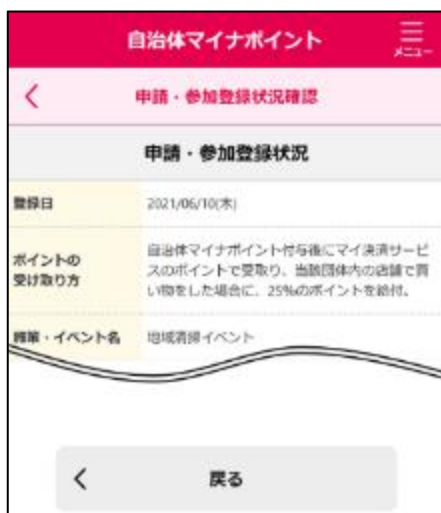 自治体マイナポイント
メニュー
申請・参加登録状況確認
申請・参加登録状況
登録日
2021/06/10(木)
ポイントの
受け取り方
自治体マイナポイント付与後にマイ決済サービ
スのポイントで受取り、当該団体内の店舗で買
い物をした場合に、25%のポイントを給付。
施策・イベント名
地域清掃イベント
戻る